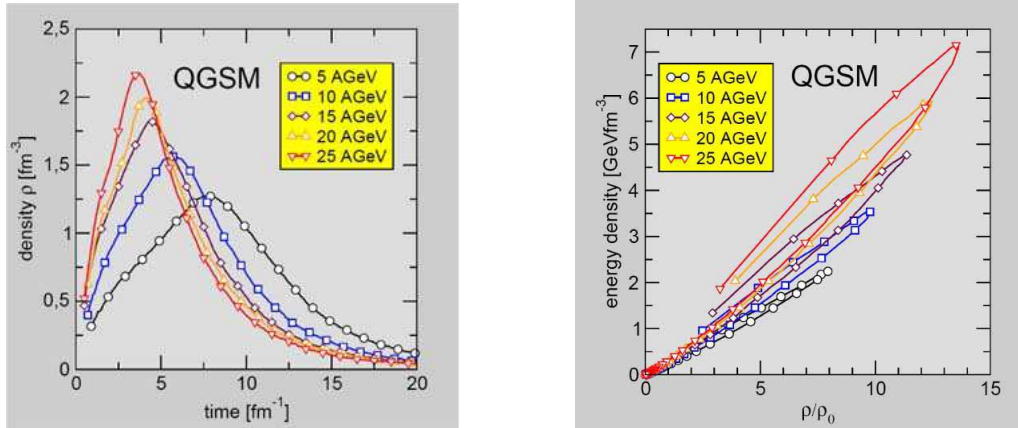 2,5
2
1,5
1
0,5
0
density ρ [fm⁻³]
QGSM
5 AGeV
10 AGeV
15 AGeV
20 AGeV
25 AGeV
0 5 10 15 20
time [fm⁻¹]
7
6
5
4
3
2
1
0
energy density [GeVfm⁻³]
QGSM
5 AGeV
10 AGeV
15 AGeV
20 AGeV
25 AGeV
0 5 10 15
ρ/ρ₀